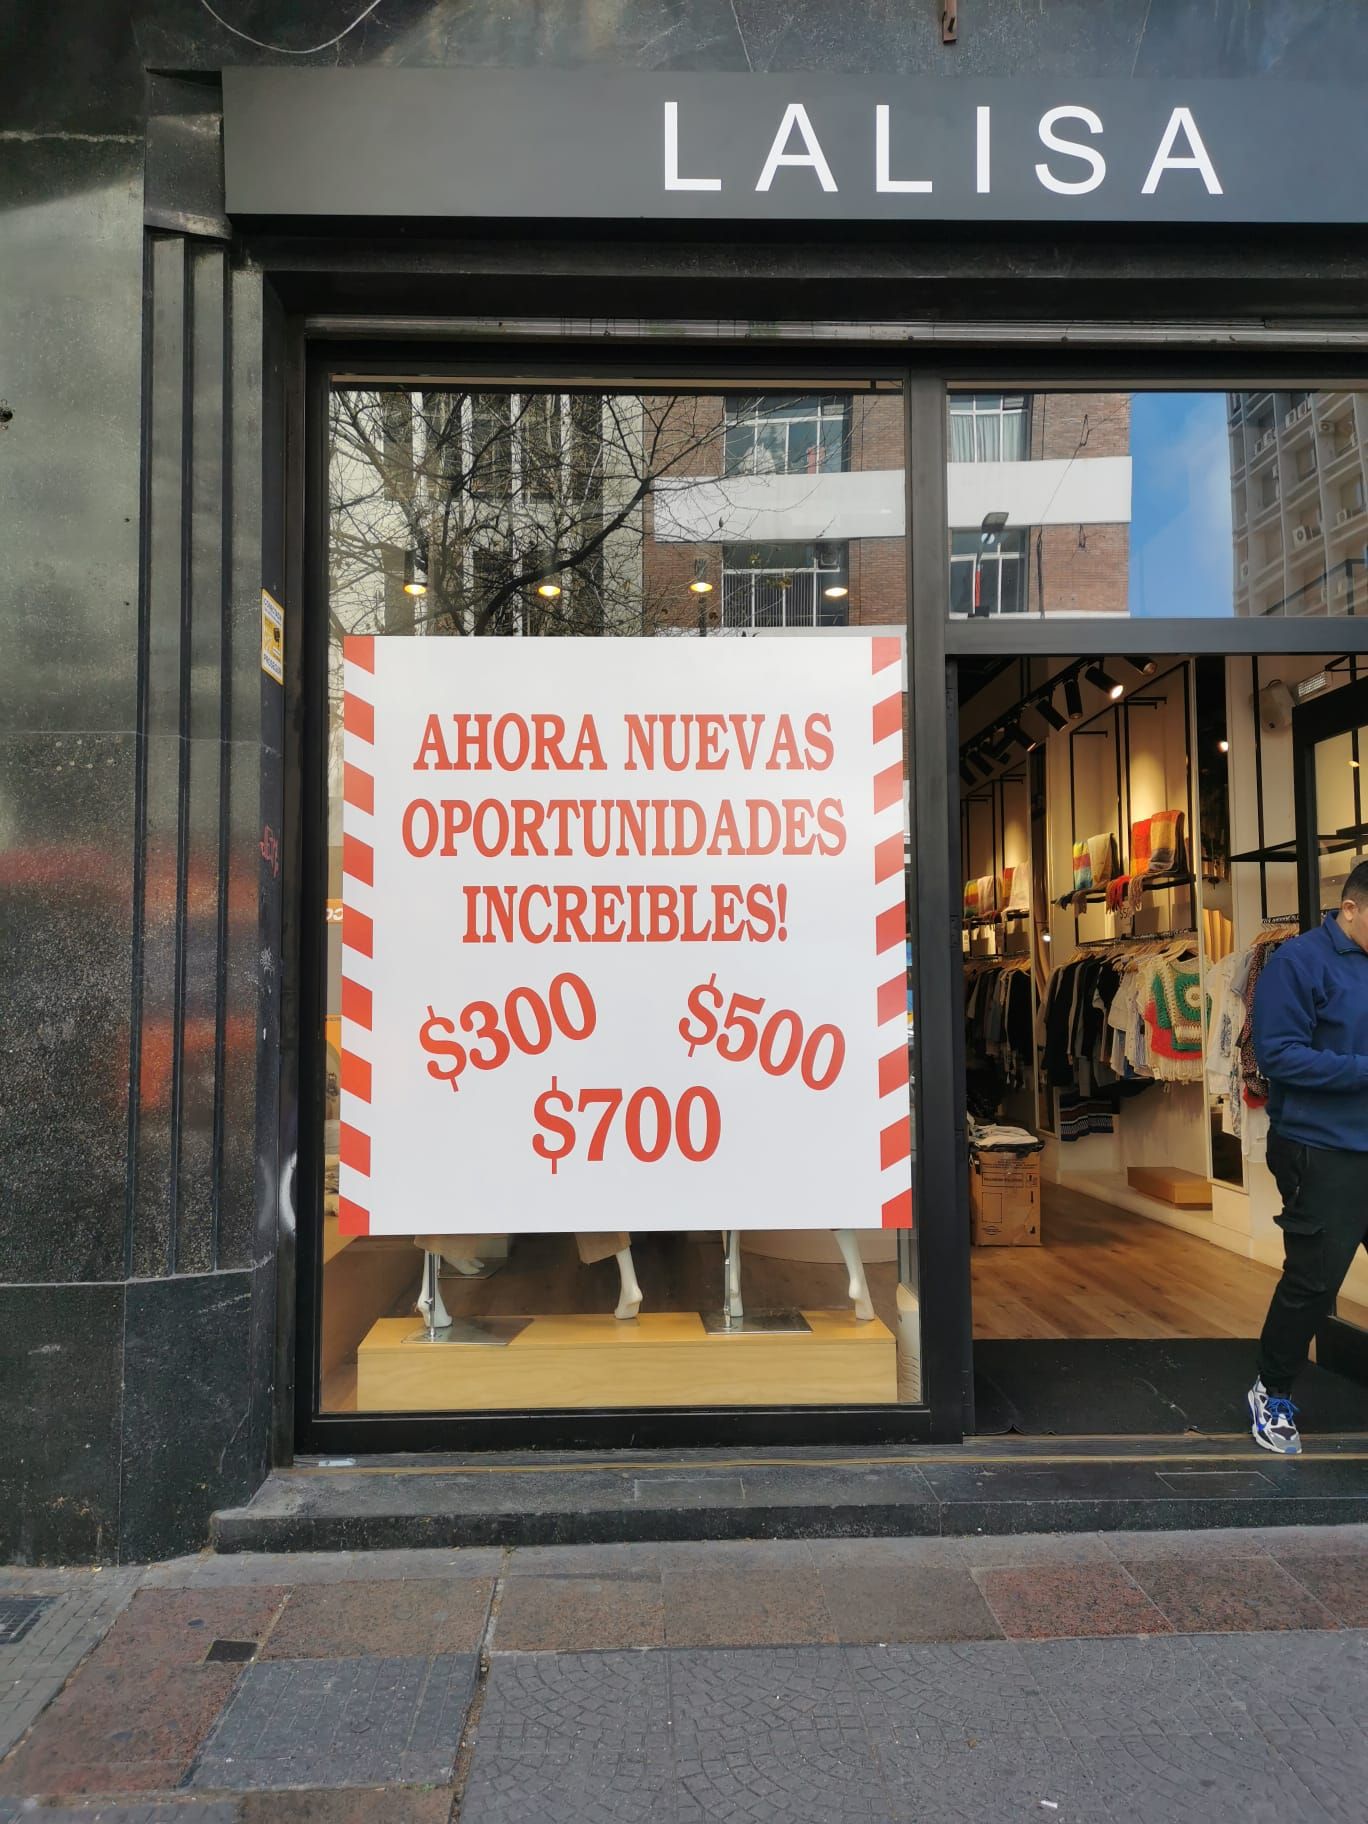 LALISA
AHORA NUEVAS
OPORTUNIDADES
INCREIBLES!
$300 $500
$700